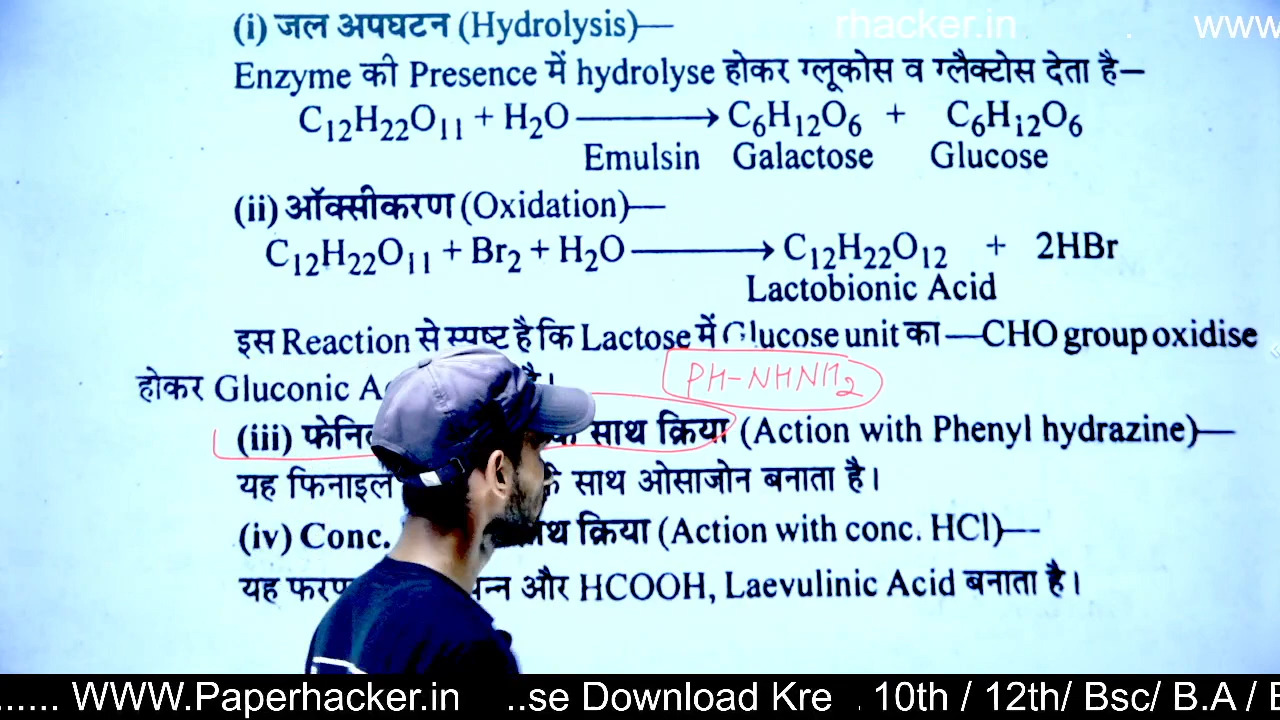 (i) जल अपघटन (Hydrolysis)—
rhacker.in . www
Enzyme की Presence में hydrolyse होकर ग्लूकोस व ग्लैक्टोस देता है–
C₁₂H₂₂O₁₁ + H₂O ⟶ C₆H₁₂O₆ + C₆H₁₂O₆
Emulsin Galactose Glucose
(ii) ऑक्सीकरण (Oxidation)—
C₁₂H₂₂O₁₁ + Br₂ + H₂O ⟶ C₁₂H₂₂O₁₂ + 2HBr
Lactobionic Acid
इस Reaction से स्पष्ट है कि Lactose में Glucose unit का—CHO group oxidise
होकर Gluconic A है।
PH-NHNH₂
(iii) फेनि के साथ क्रिया (Action with Phenyl hydrazine)—
यह फिनाइल के साथ ओसाजोन बनाता है।
(iv) Conc. साथ क्रिया (Action with conc. HCl)—
यह और HCOOH, Laevulinic Acid बनाता है।
...... WWW.Paperhacker.in ..se Download Kre . 10th / 12th/ Bsc/ B.A /